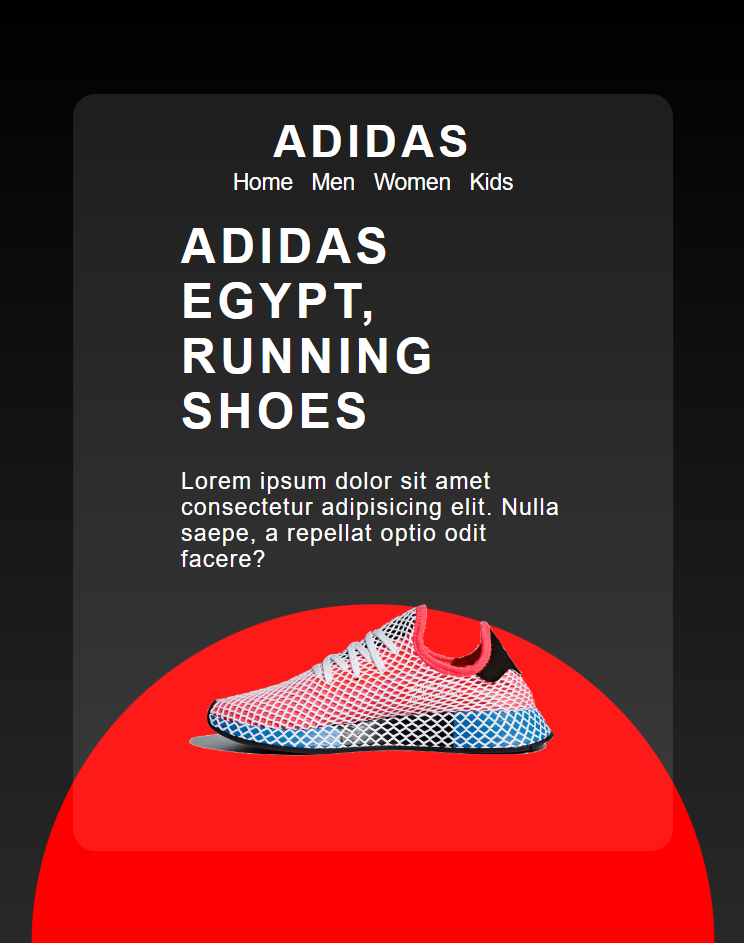 ADIDAS
Home Men Women Kids
ADIDAS
EGYPT,
RUNNING
SHOES
Lorem ipsum dolor sit amet
consectetur adipisicing elit. Nulla
saepe, a repellat optio odit
facere?